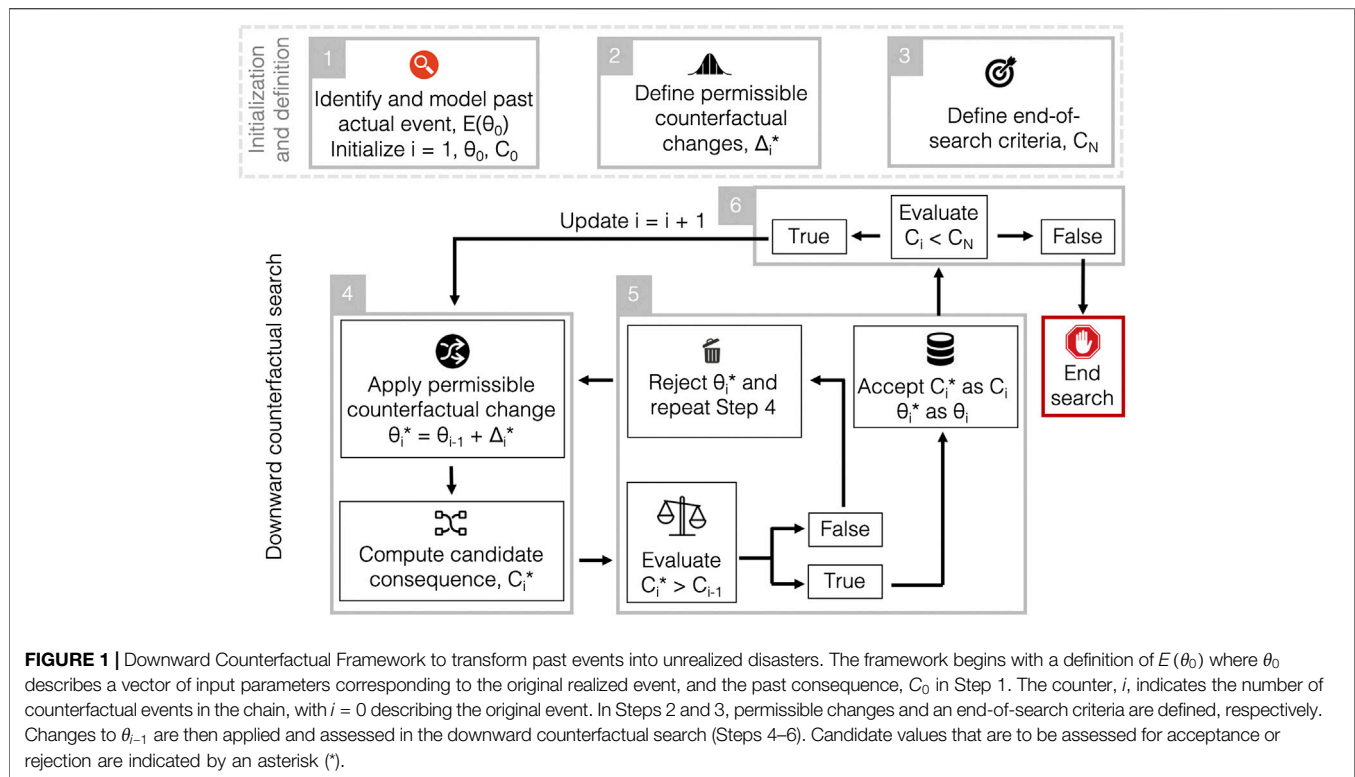 Initialization
and definition
1
Identify and model past
actual event, E(θ₀)
Initialize i = 1, θ₀, C₀
2
Define permissible
counterfactual
changes, Δᵢ*
3
Define end-of-
search criteria, C_N
Downward counterfactual search
6
Update i = i + 1
True
Evaluate
Cᵢ < C_N
False
4
Apply permissible
counterfactual change
θᵢ* = θᵢ₋₁ + Δᵢ*
Compute candidate
consequence, Cᵢ*
5
Reject θᵢ* and
repeat Step 4
Accept Cᵢ* as Cᵢ
θᵢ* as θᵢ
Evaluate
Cᵢ* > Cᵢ₋₁
False
True
End
search
FIGURE 1 | Downward Counterfactual Framework to transform past events into unrealized disasters. The framework begins with a definition of E(θ₀) where θ₀
describes a vector of input parameters corresponding to the original realized event, and the past consequence, C₀ in Step 1. The counter, i, indicates the number of
counterfactual events in the chain, with i = 0 describing the original event. In Steps 2 and 3, permissible changes and an end-of-search criteria are defined, respectively.
Changes to θᵢ₋₁ are then applied and assessed in the downward counterfactual search (Steps 4–6). Candidate values that are to be assessed for acceptance or
rejection are indicated by an asterisk (*).